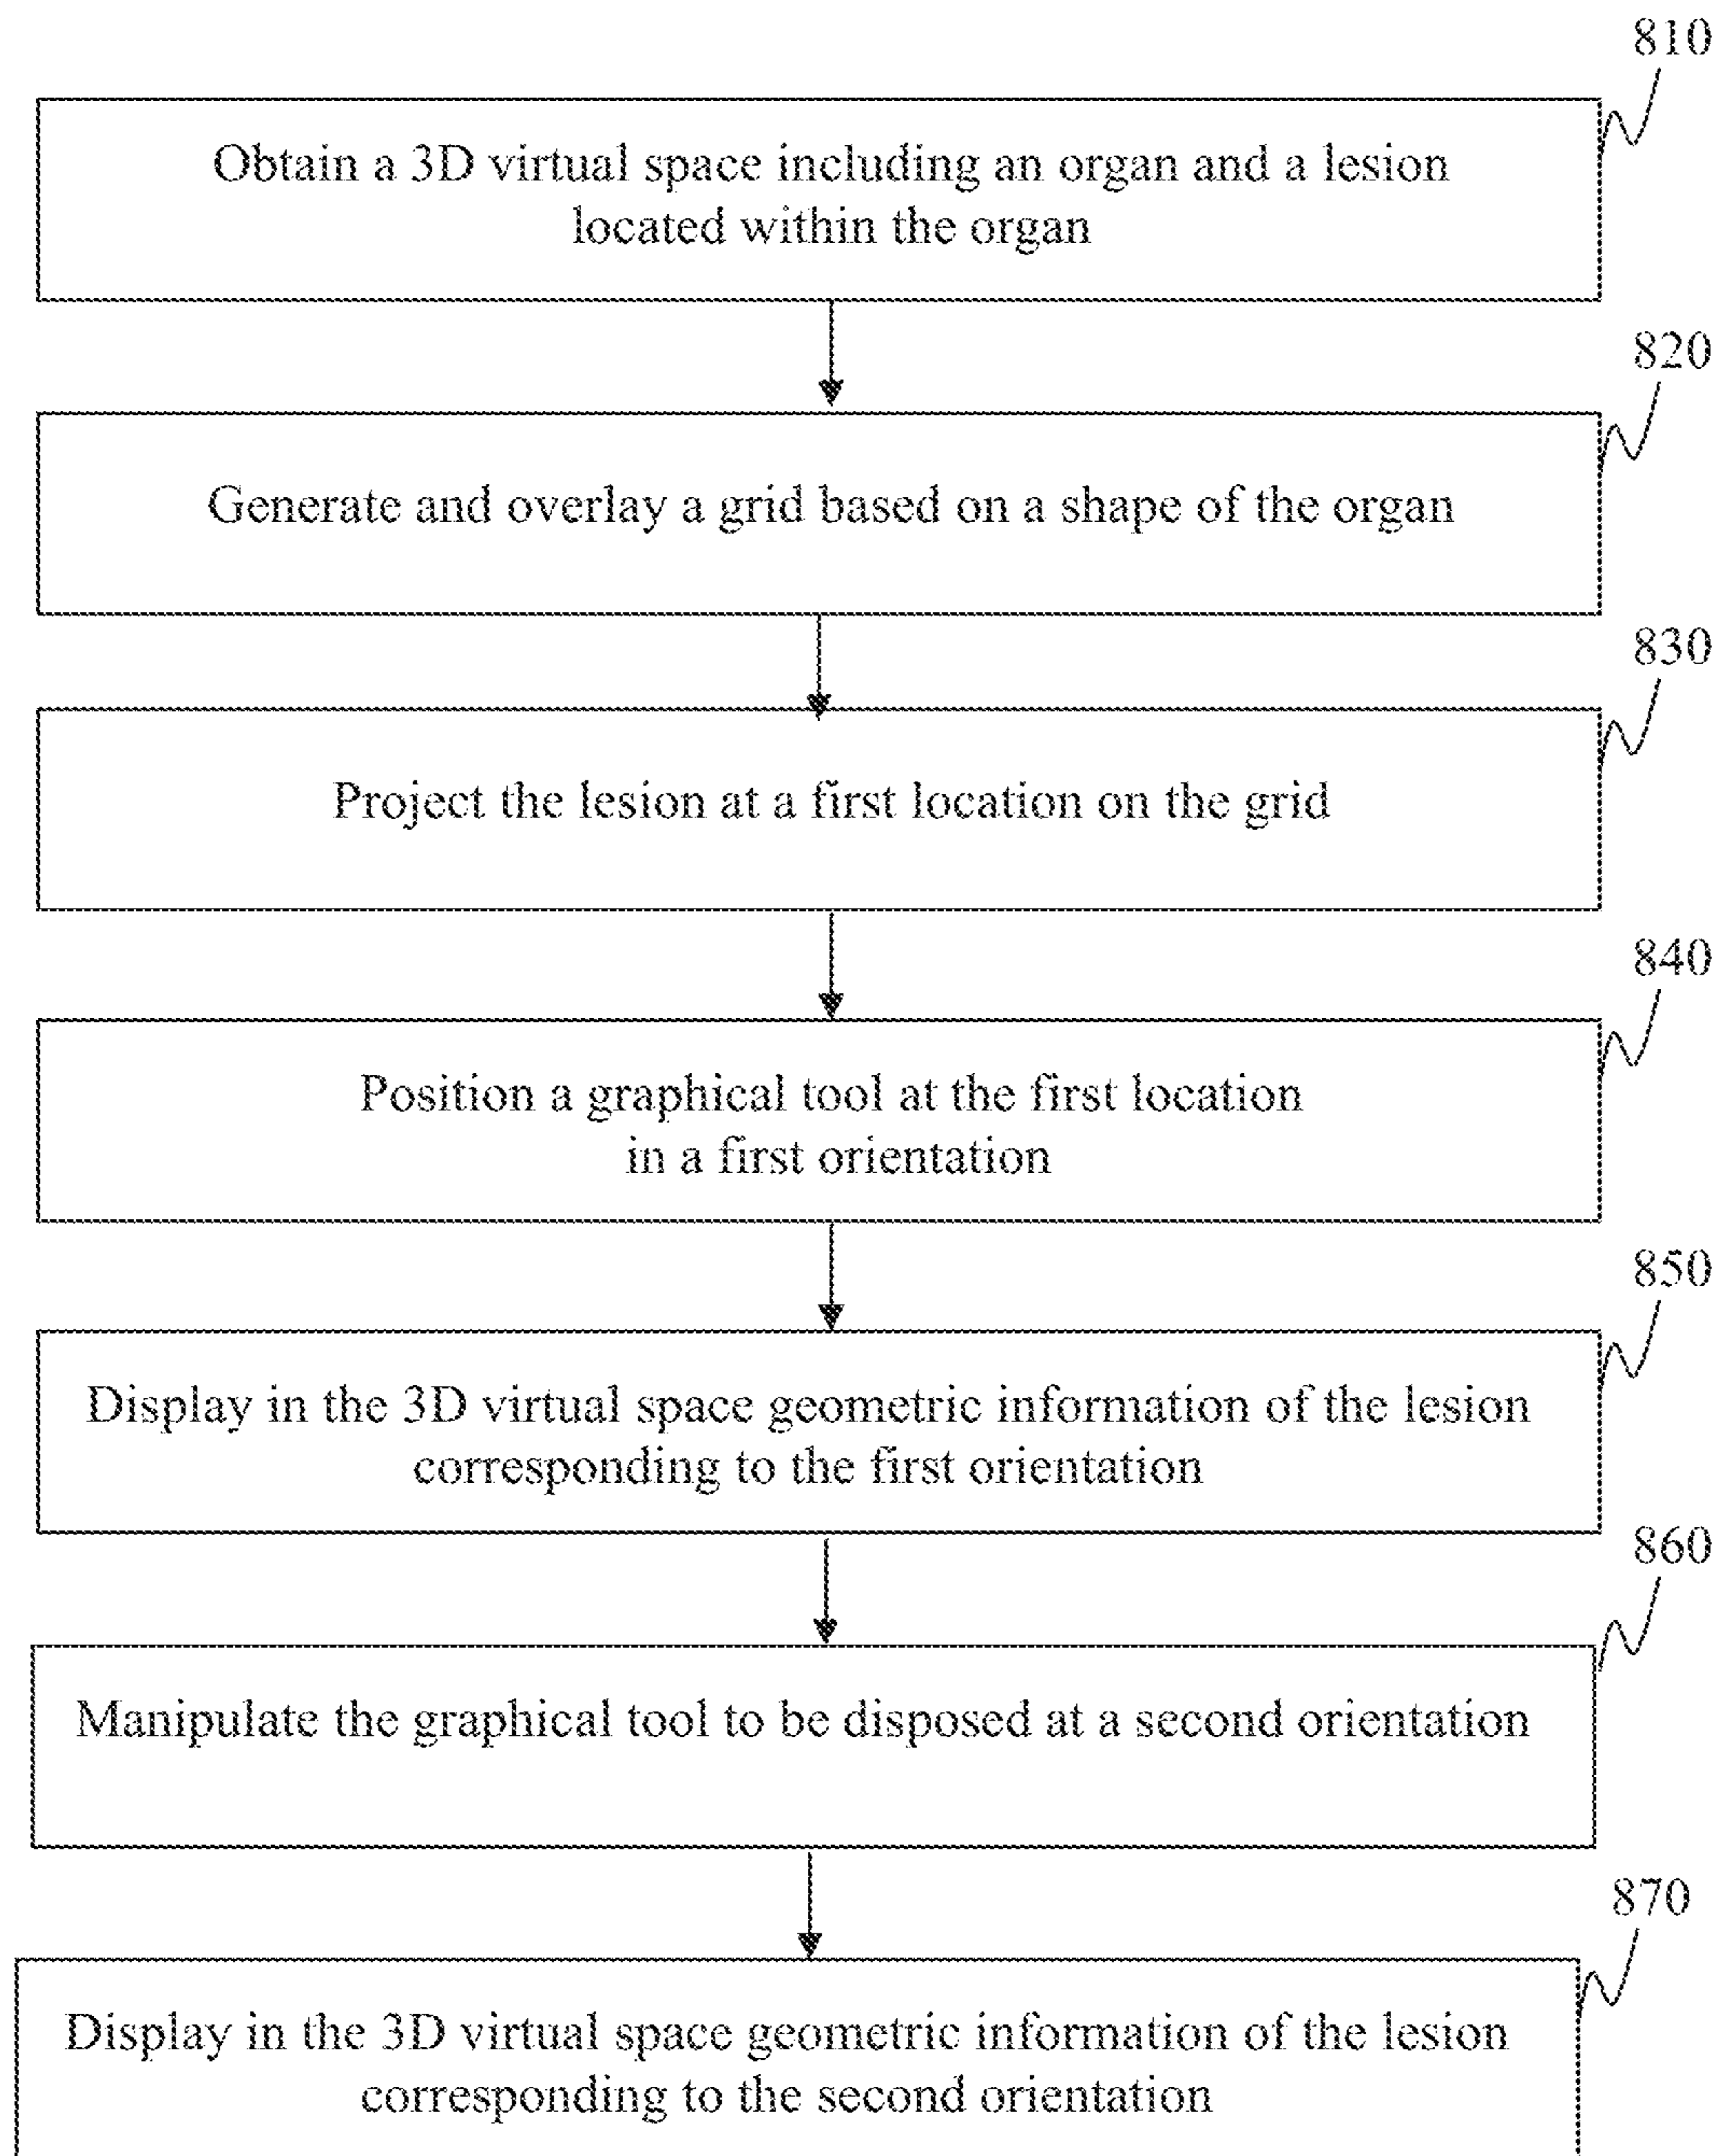 810
Obtain a 3D virtual space including an organ and a lesion
located within the organ
820
Generate and overlay a grid based on a shape of the organ
830
Project the lesion at a first location on the grid
840
Position a graphical tool at the first location
in a first orientation
850
Display in the 3D virtual space geometric information of the lesion
corresponding to the first orientation
860
Manipulate the graphical tool to be disposed at a second orientation
870
Display in the 3D virtual space geometric information of the lesion
corresponding to the second orientation